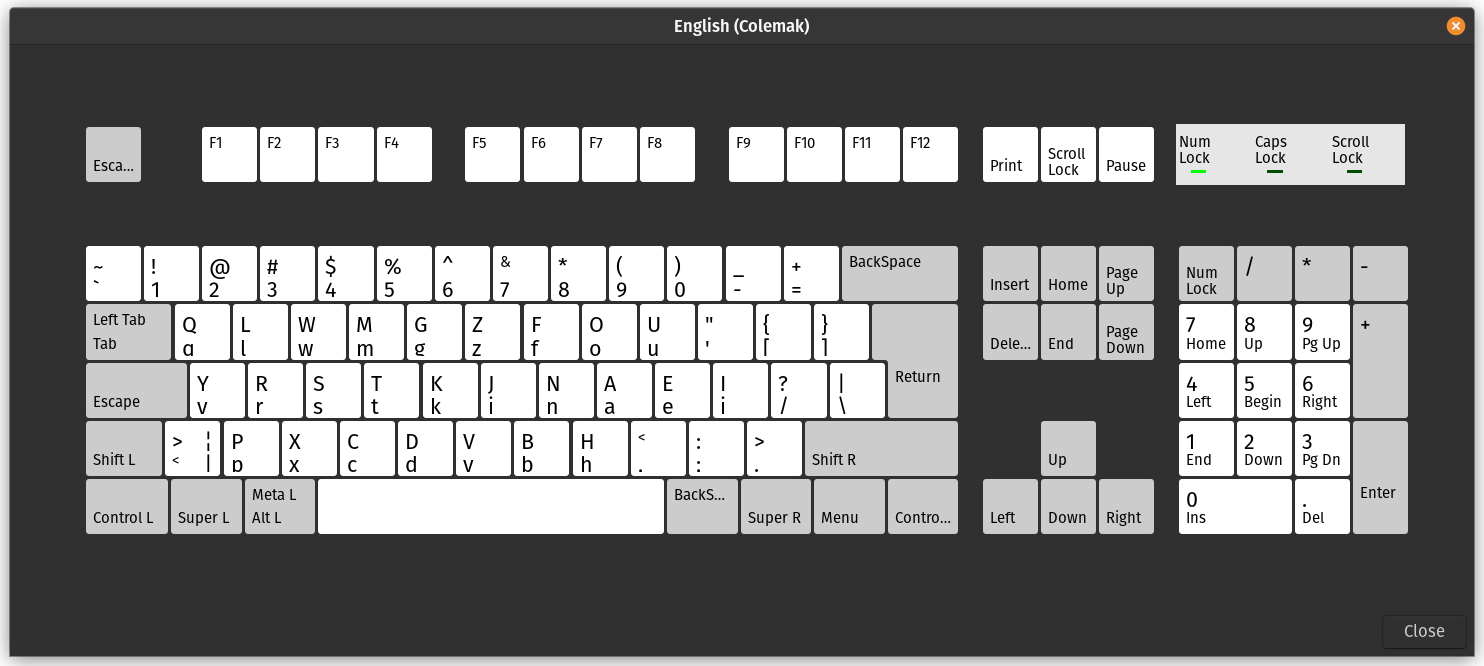 English (Colemak)
F1 F2 F3 F4 F5 F6 F7 F8 F9 F10 F11 F12
Esca... Print Scroll Lock Pause
Num Lock Caps Lock Scroll Lock
~ ! @ # $ % ^ & * ( ) _ + BackSpace
` 1 2 3 4 5 6 7 8 9 0 - =
Insert Home Page Up
Num Lock / * -
Left Tab Q L W M G Z F O U " { }
Tab q l w m g z f o u ' [ ]
Dele... End Page Down
7 8 9 +
Home Up Pg Up
Y R S T K J N A E I ? | Return
Escape y r s t k j n a e i / \
4 5 6
Left Begin Right
> ¦ P X C D V B H < : >
Shift L < | p x c d v b h , ; . Shift R
Up
1 2 3
End Down Pg Dn
Meta L BackS...
Control L Super L Alt L Super R Menu Contro...
Left Down Right
0 . Enter
Ins Del
Close